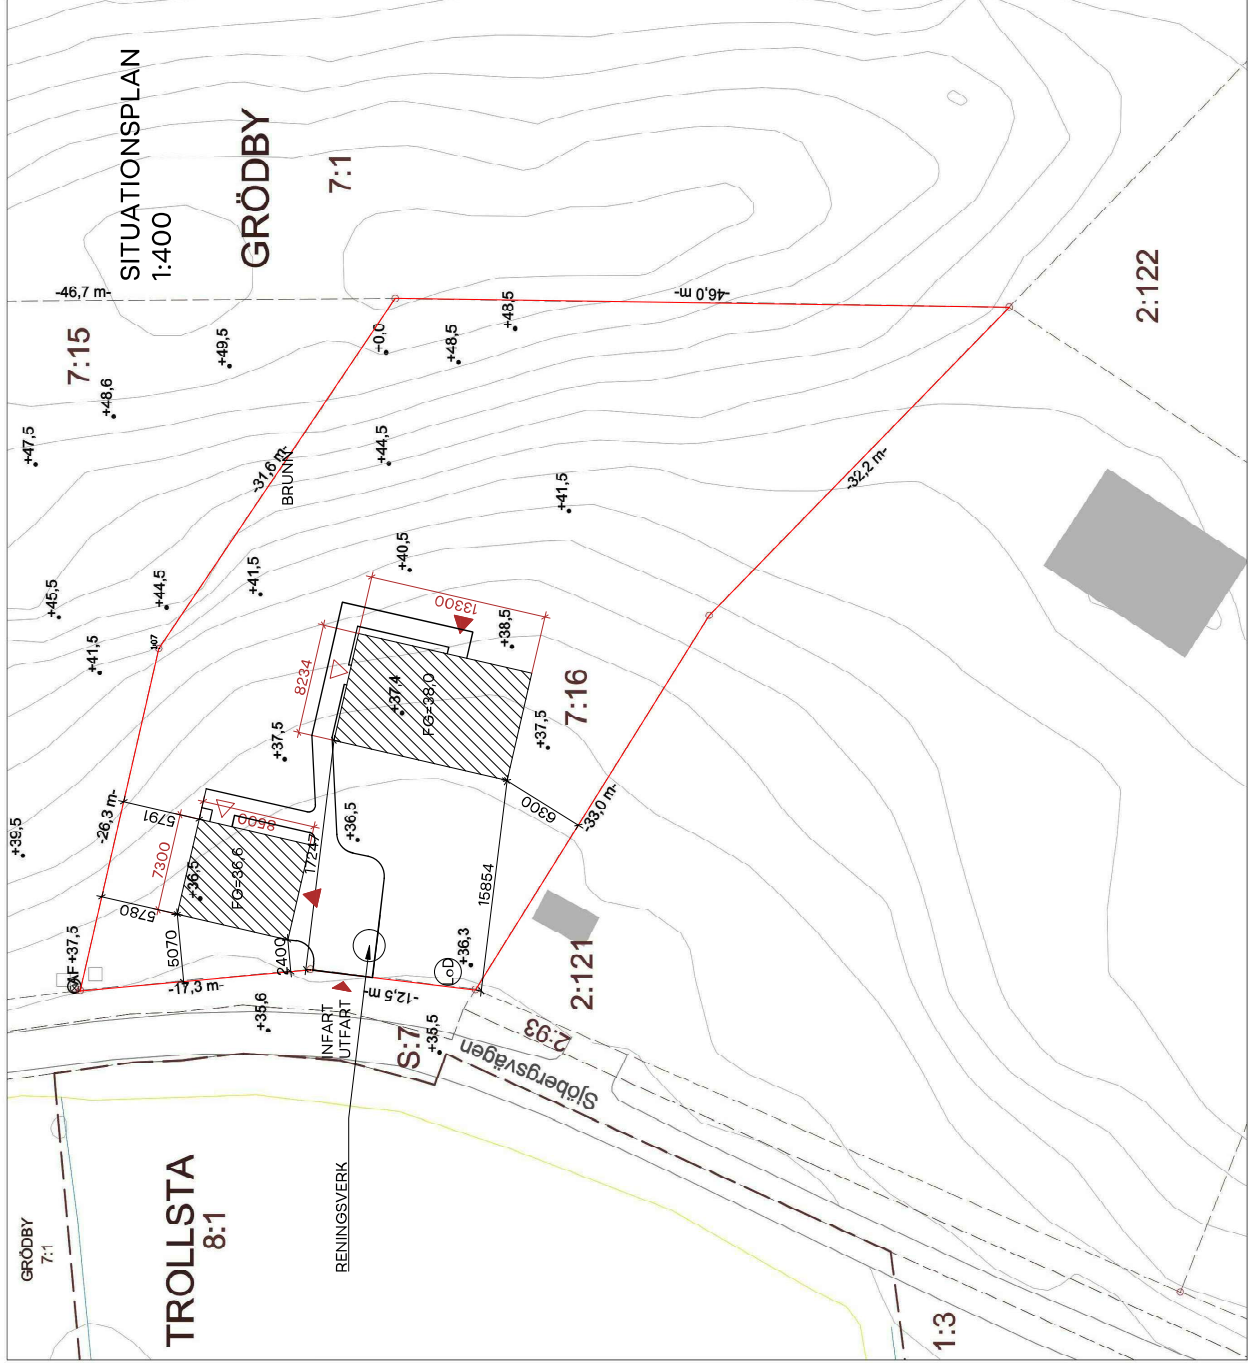 SITUATIONSPLAN
1:400
GRÖDBY
7:1
-46,7 m-
7:15
+49,5
+48,6
+47,5
+0,0
+48,5
+48,5
-46,0 m-
2:122
+44,5
-31,6 m-
BRUNN
+41,5
-32,2 m-
+40,5
+41,5
+44,5
+45,5
+41,5
107
13300
+38,5
8234
+37,4
FG=38,0
7:16
+37,5
+37,5
-26,3 m-
5791
8500
7300
+39,5
+36,5
6300
-33,0 m-
+36,5
FG=36,6
17247
15854
5780
5070
2400
+37,5
+36,3
LoD
2:121
-17,3 m-
-12,5 m-
+35,6
INFART
UTFART
S:7
+35,5
2:93
Sjöbergsvägen
RENINGSVERK
TROLLSTA
8:1
GRÖDBY
7:1
1:3